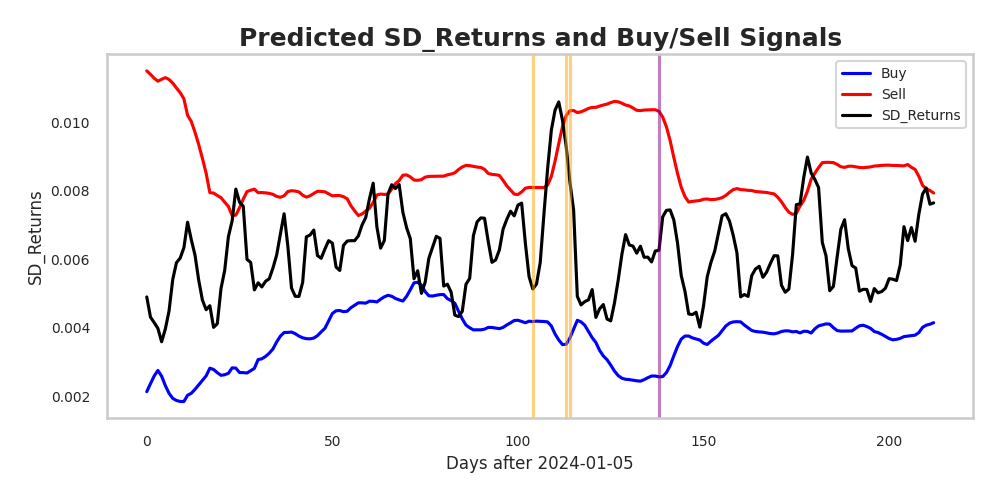 Predicted SD_Returns and Buy/Sell Signals
Buy
Sell
SD_Returns
SD_Returns
0.010
0.008
0.006
0.004
0.002
0
50
100
150
200
Days after 2024-01-05